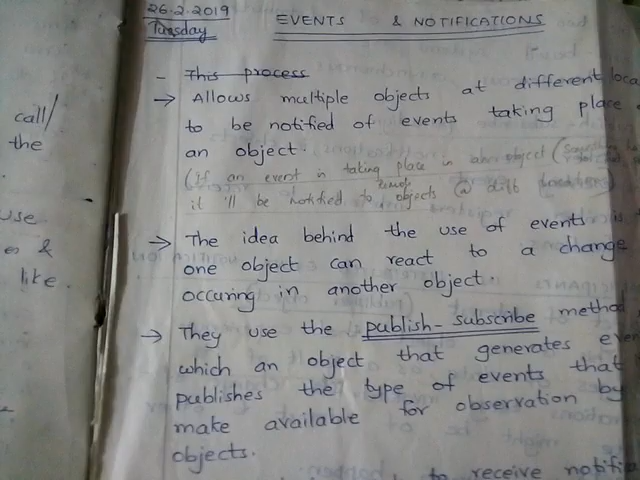 26.2.2019
Tuesday
EVENTS & NOTIFICATIONS
- This process
→ Allows multiple objects at different loca
to be notified of events taking place
an object.
(if an event is taking place in an object
it 'll be notified to remote objects @ diff locations)
→ The idea behind the use of events is
one object can react to a change
occuring in another object.
→ They use the publish-subscribe method
which an object that generates even
publishes the type of events that
make available for observation by
objects.
to receive notifi
call/
the
use
&
like.